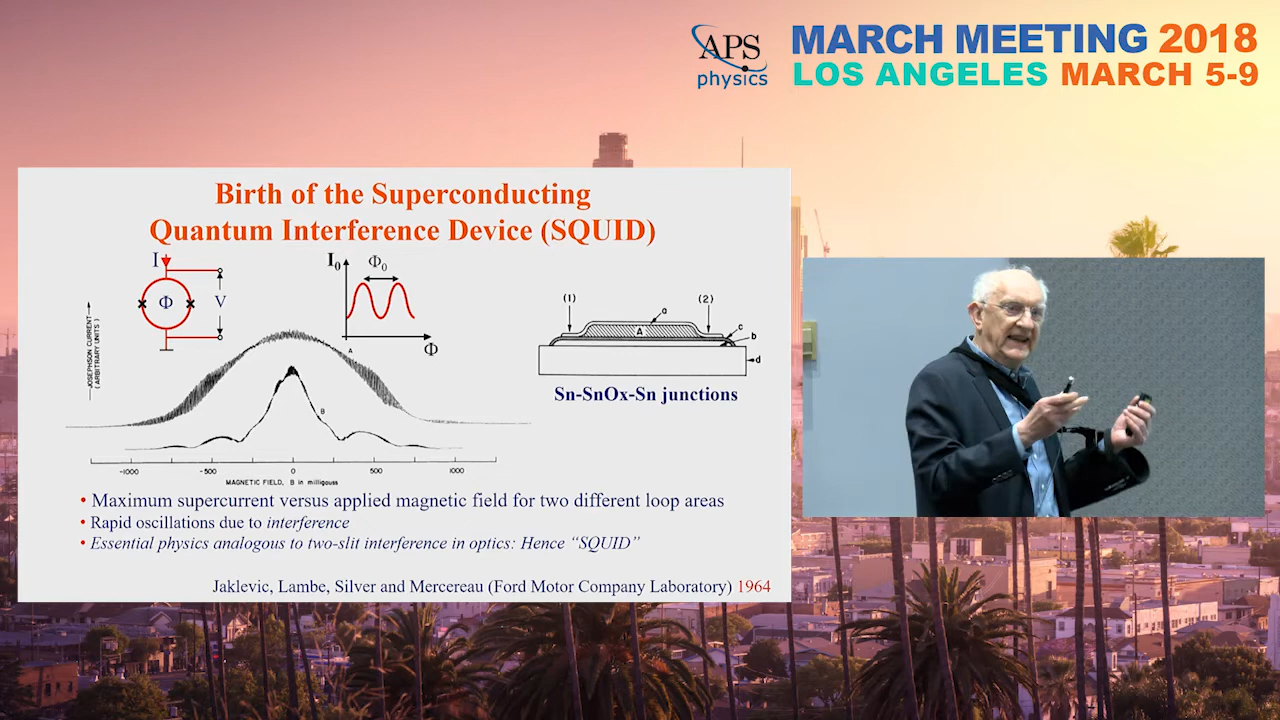 APS
physics
MARCH MEETING 2018
LOS ANGELES MARCH 5-9
Birth of the Superconducting
Quantum Interference Device (SQUID)
I
Φ
V
I₀
Φ₀
Φ
JOSEPHSON CURRENT
(ARBITRARY UNITS)
A
B
-1000
-500
0
500
1000
MAGNETIC FIELD, B in milligauss
(1)
(2)
a
A
c
b
d
Sn-SnOx-Sn junctions
• Maximum supercurrent versus applied magnetic field for two different loop areas
• Rapid oscillations due to interference
• Essential physics analogous to two-slit interference in optics: Hence “SQUID”
Jaklevic, Lambe, Silver and Mercereau (Ford Motor Company Laboratory) 1964